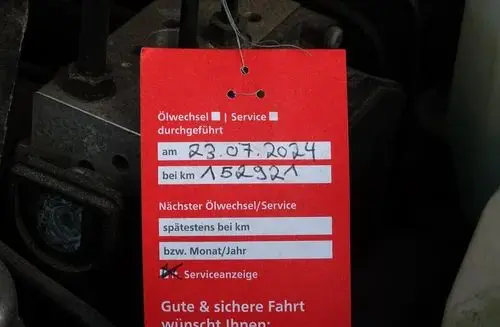 Ölwechsel | Service
durchgeführt
am 23.07.2024
bei km 152921
Nächster Ölwechsel/Service
spätestens bei km
bzw. Monat/Jahr
lt. Serviceanzeige
Gute & sichere Fahrt
wünscht Ihnen: